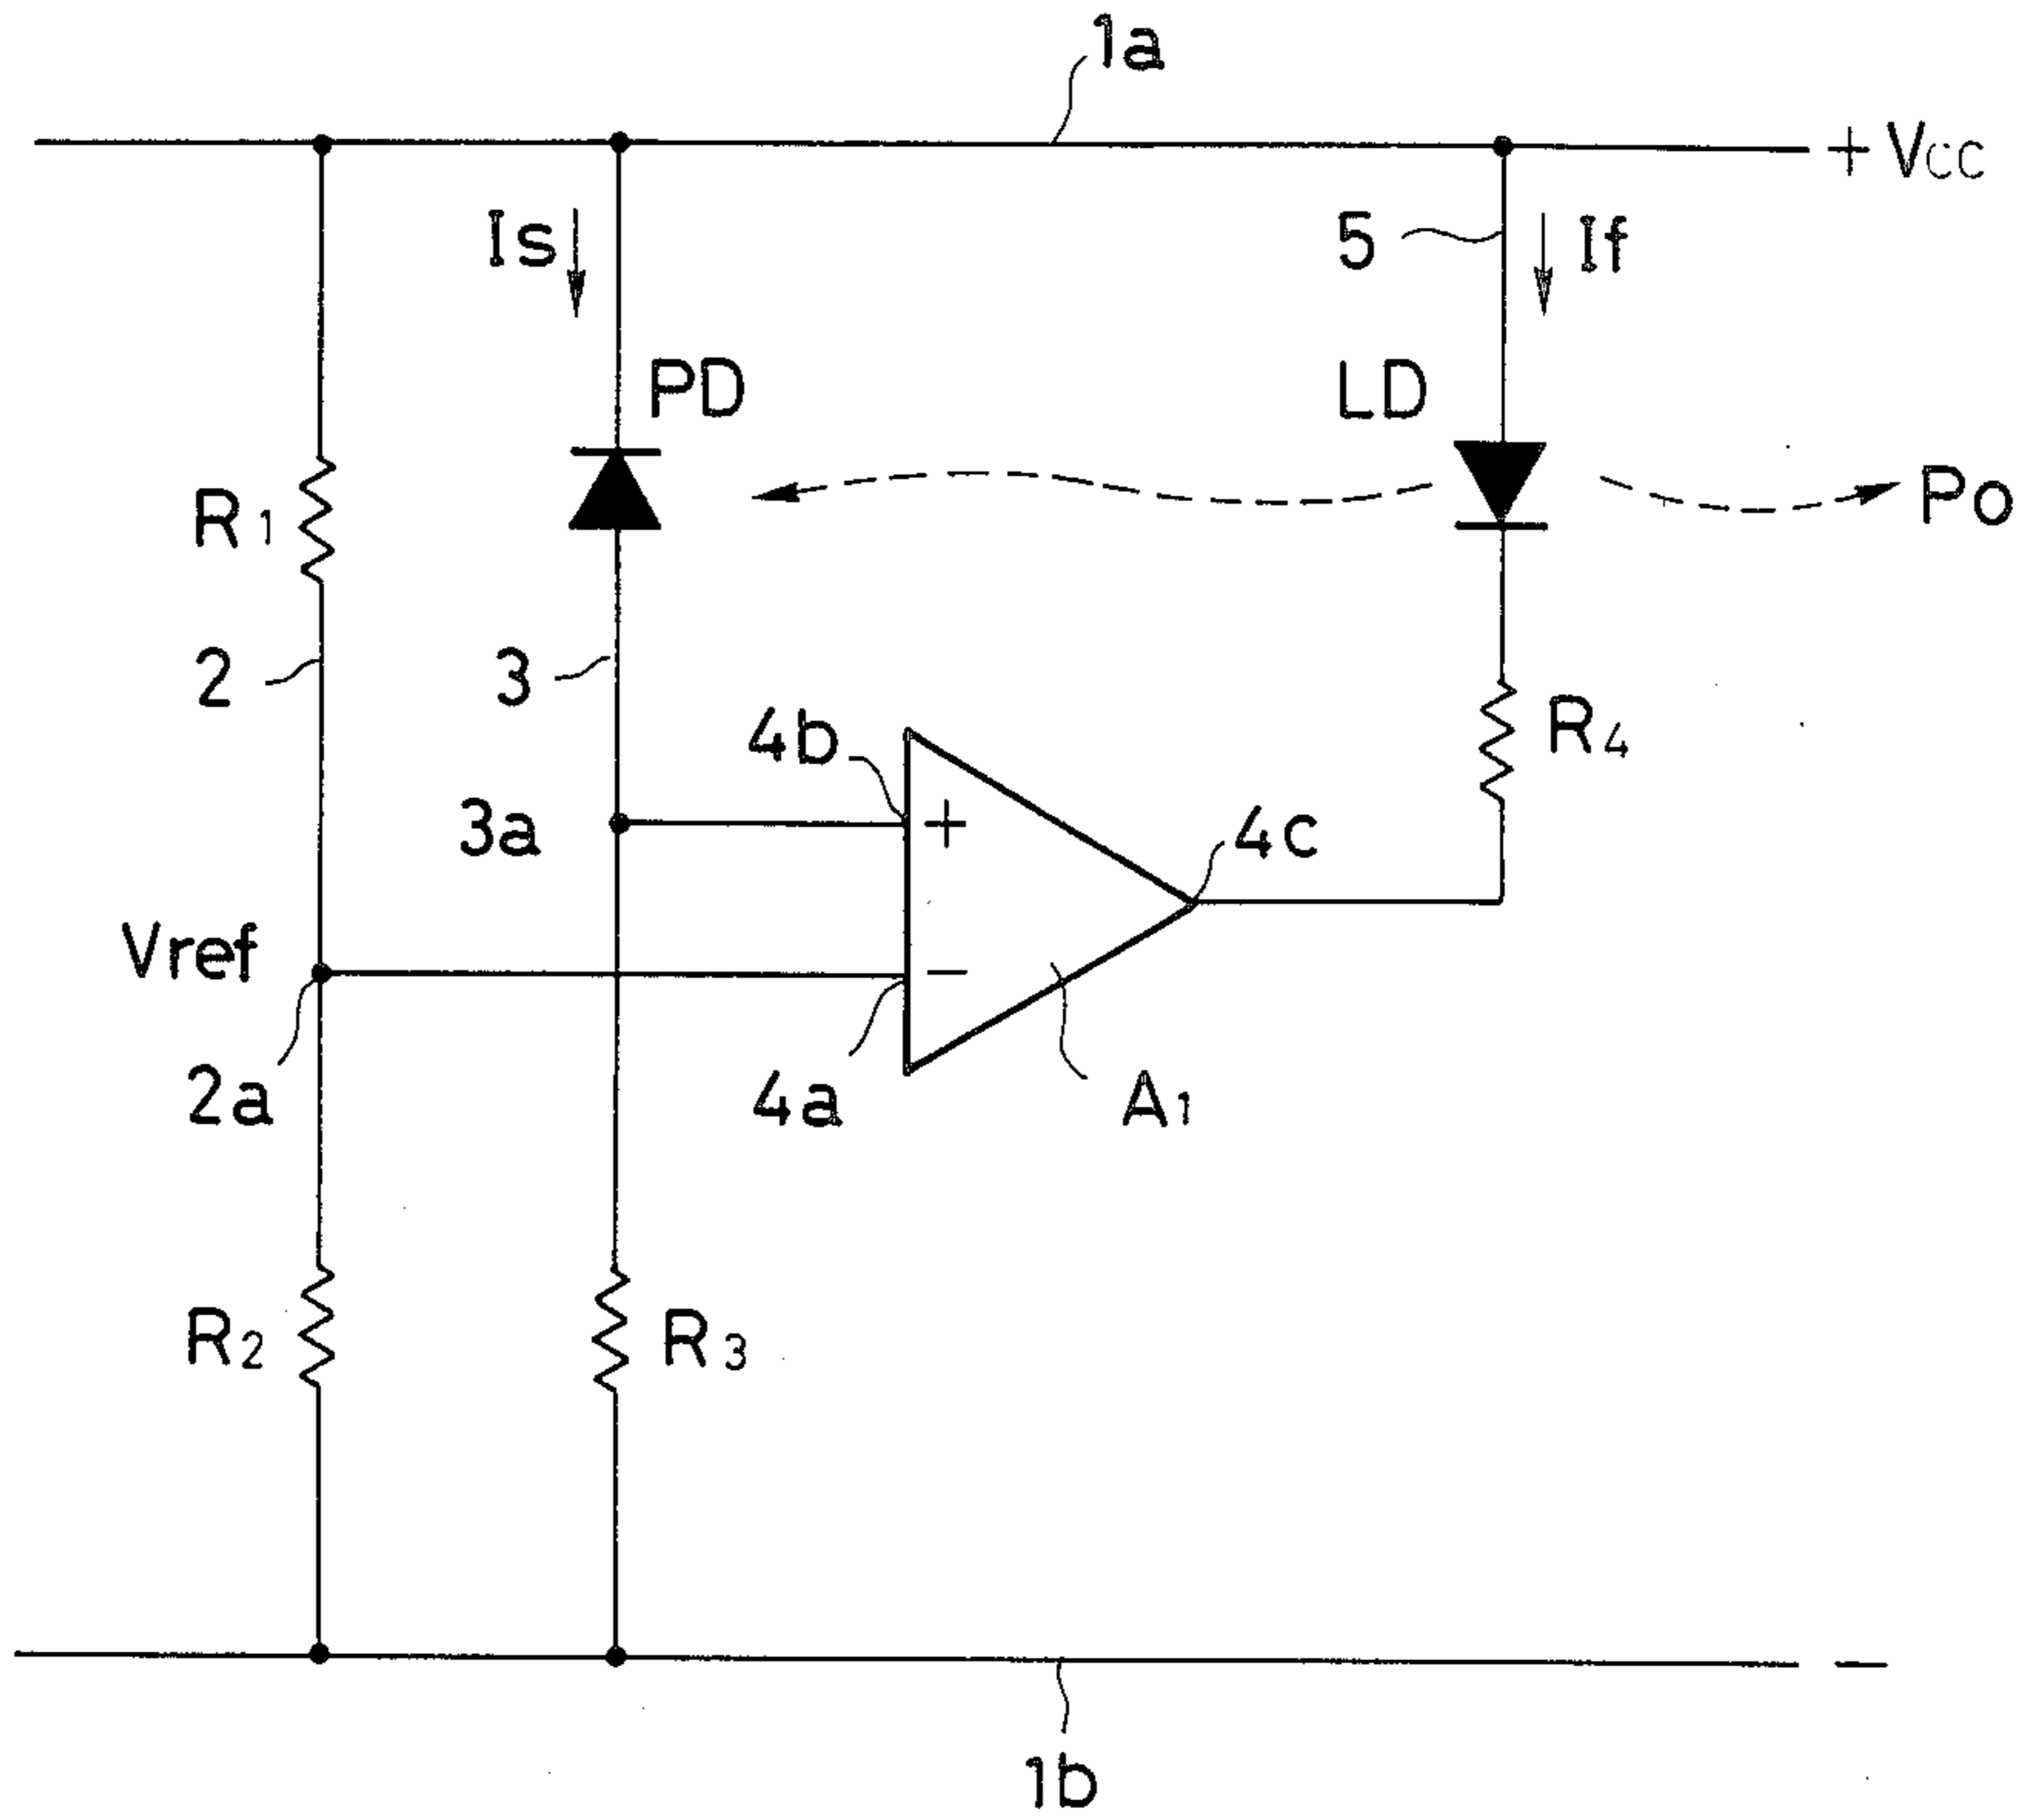 1a
+ Vcc
Is
5
If
PD
LD
R1
Po
2
3
4b
R4
3a
+
4c
Vref
−
2a
4a
A1
R2
R3
−
1b